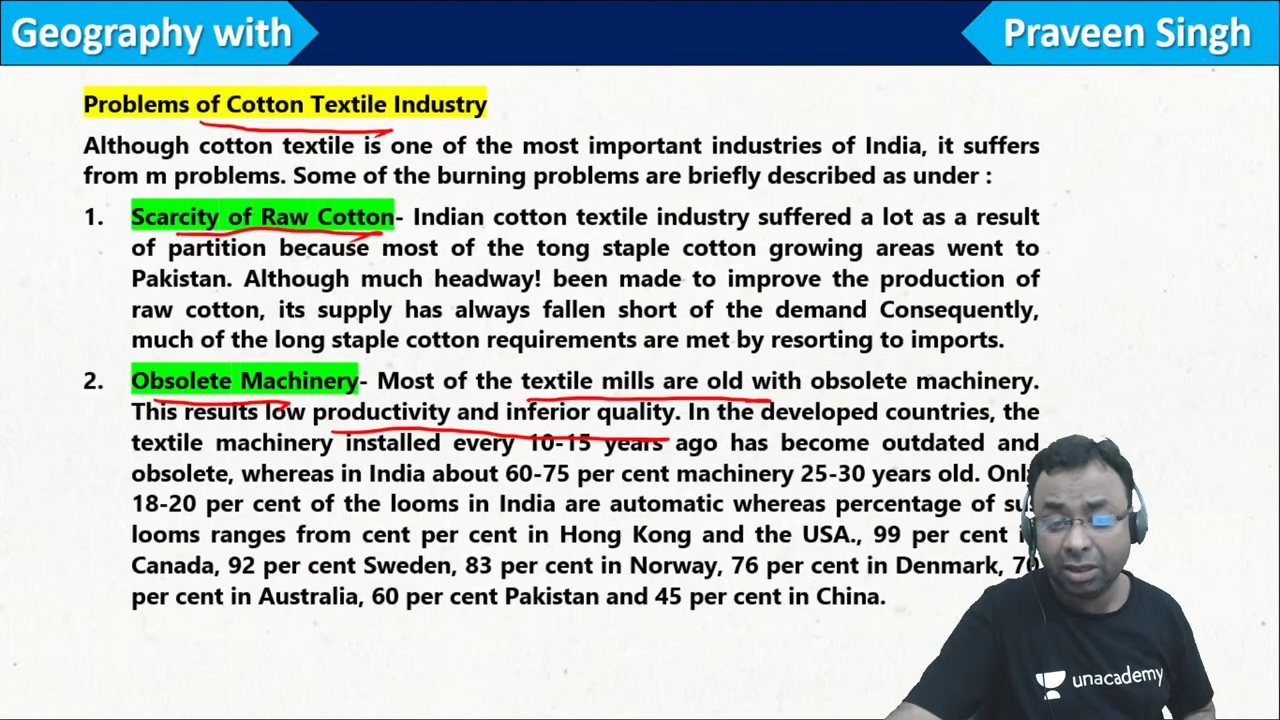 Geography with
Praveen Singh
Problems of Cotton Textile Industry
Although cotton textile is one of the most important industries of India, it suffers
from m problems. Some of the burning problems are briefly described as under :
1. Scarcity of Raw Cotton- Indian cotton textile industry suffered a lot as a result
of partition because most of the tong staple cotton growing areas went to
Pakistan. Although much headway! been made to improve the production of
raw cotton, its supply has always fallen short of the demand Consequently,
much of the long staple cotton requirements are met by resorting to imports.
2. Obsolete Machinery- Most of the textile mills are old with obsolete machinery.
This results low productivity and inferior quality. In the developed countries, the
textile machinery installed every 10-15 years ago has become outdated and
obsolete, whereas in India about 60-75 per cent machinery 25-30 years old. Only
18-20 per cent of the looms in India are automatic whereas percentage of
looms ranges from cent per cent in Hong Kong and the USA., 99 per cent
Canada, 92 per cent Sweden, 83 per cent in Norway, 76 per cent in Denmark, 70
per cent in Australia, 60 per cent Pakistan and 45 per cent in China.
unacademy